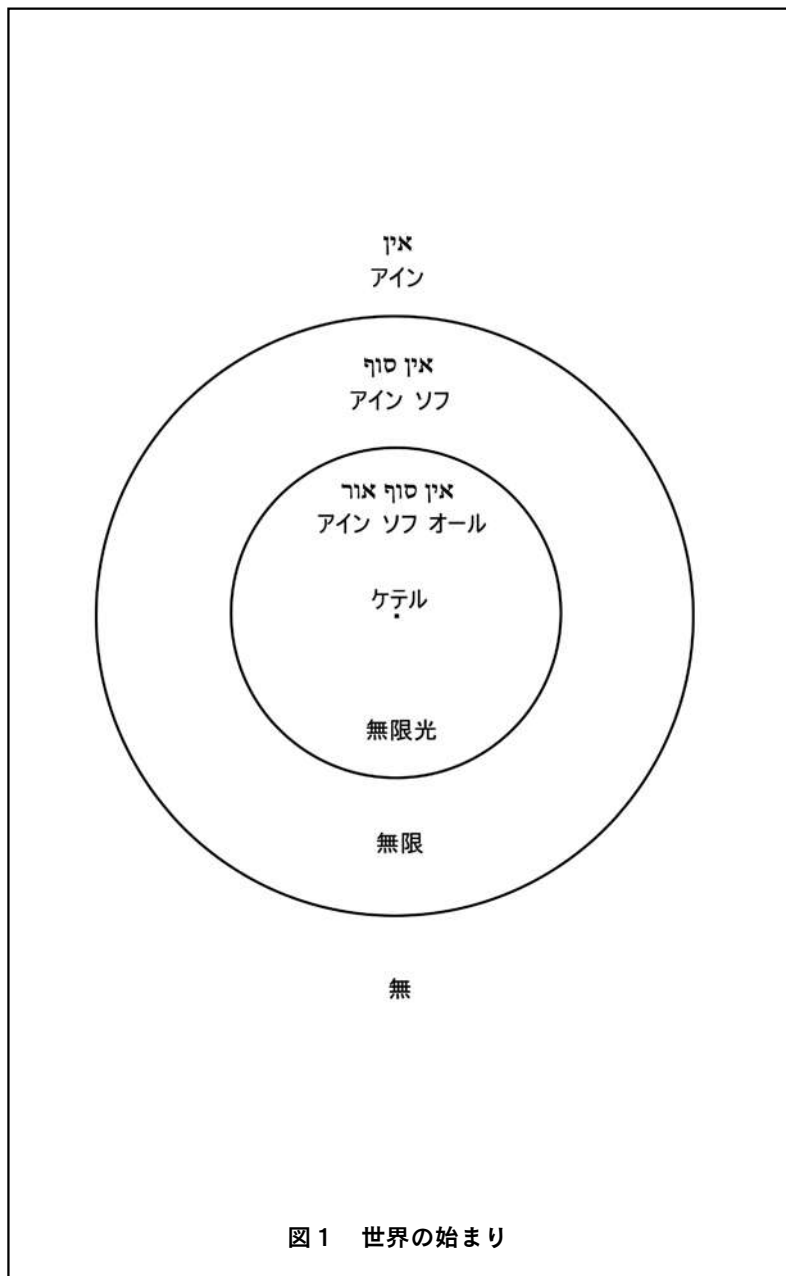 אין
アイン
אין סוף
アイン ソフ
אין סוף אור
アイン ソフ オール
ケテル
無限光
無限
無
図1 世界の始まり